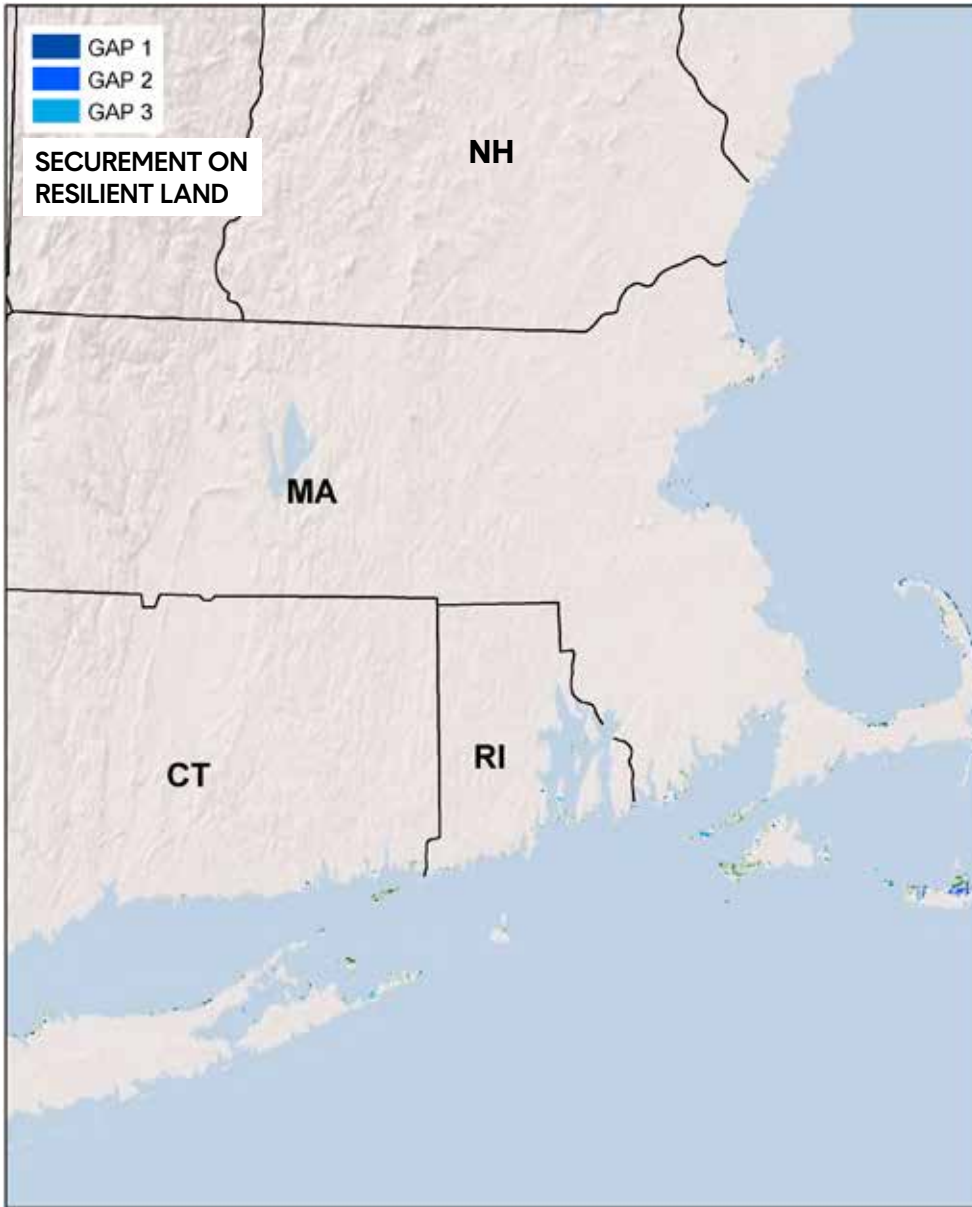 GAP 1
GAP 2
GAP 3
SECUREMENT ON
RESILIENT LAND
NH
MA
CT
RI